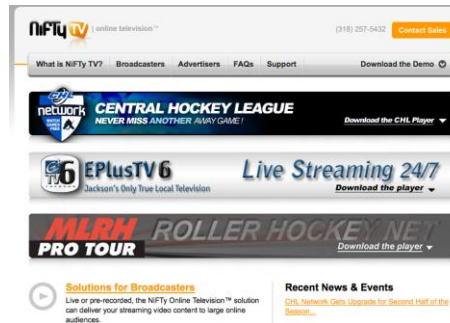 NiFTy TV | online television™
(318) 257-5432
Contact Sales
What is NiFTy TV? Broadcasters Advertisers FAQs Support Download the Demo
CHL
network
CENTRAL HOCKEY LEAGUE
NEVER MISS ANOTHER AWAY GAME!
Download the CHL Player
6 EPlusTV 6
Jackson's Only True Local Television
Live Streaming 24/7
Download the player
MLRH
PRO TOUR
ROLLER HOCKEY NET
Download the player
Solutions for Broadcasters
Live or pre-recorded, the NiFTy Online Television™ solution
can deliver your streaming video content to large online
audiences.
Recent News & Events
CHL Network Gets Upgrade for Second Half of the
Season...